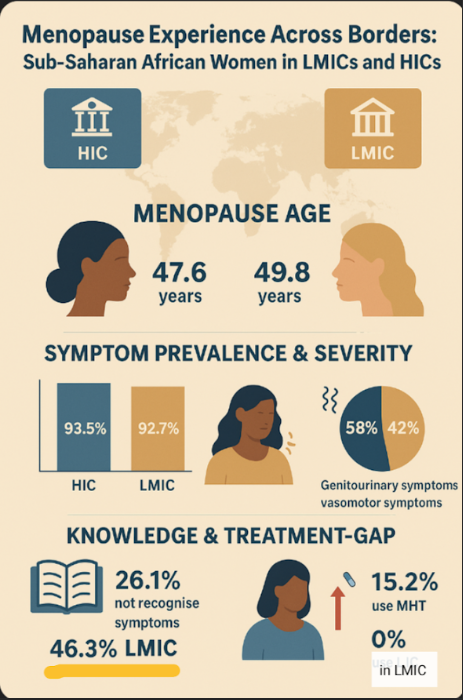 Menopause Experience Across Borders:
Sub-Saharan African Women in LMICs and HICs
HIC
LMIC
MENOPAUSE AGE
47.6
years
49.8
years
SYMPTOM PREVALENCE & SEVERITY
93.5%
92.7%
HIC
LMIC
58%
42%
Genitourinary symptoms
vasomotor symptoms
KNOWLEDGE & TREATMENT-GAP
26.1%
not recognise
symptoms
46.3% LMIC
15.2%
use MHT
0%
in LMIC